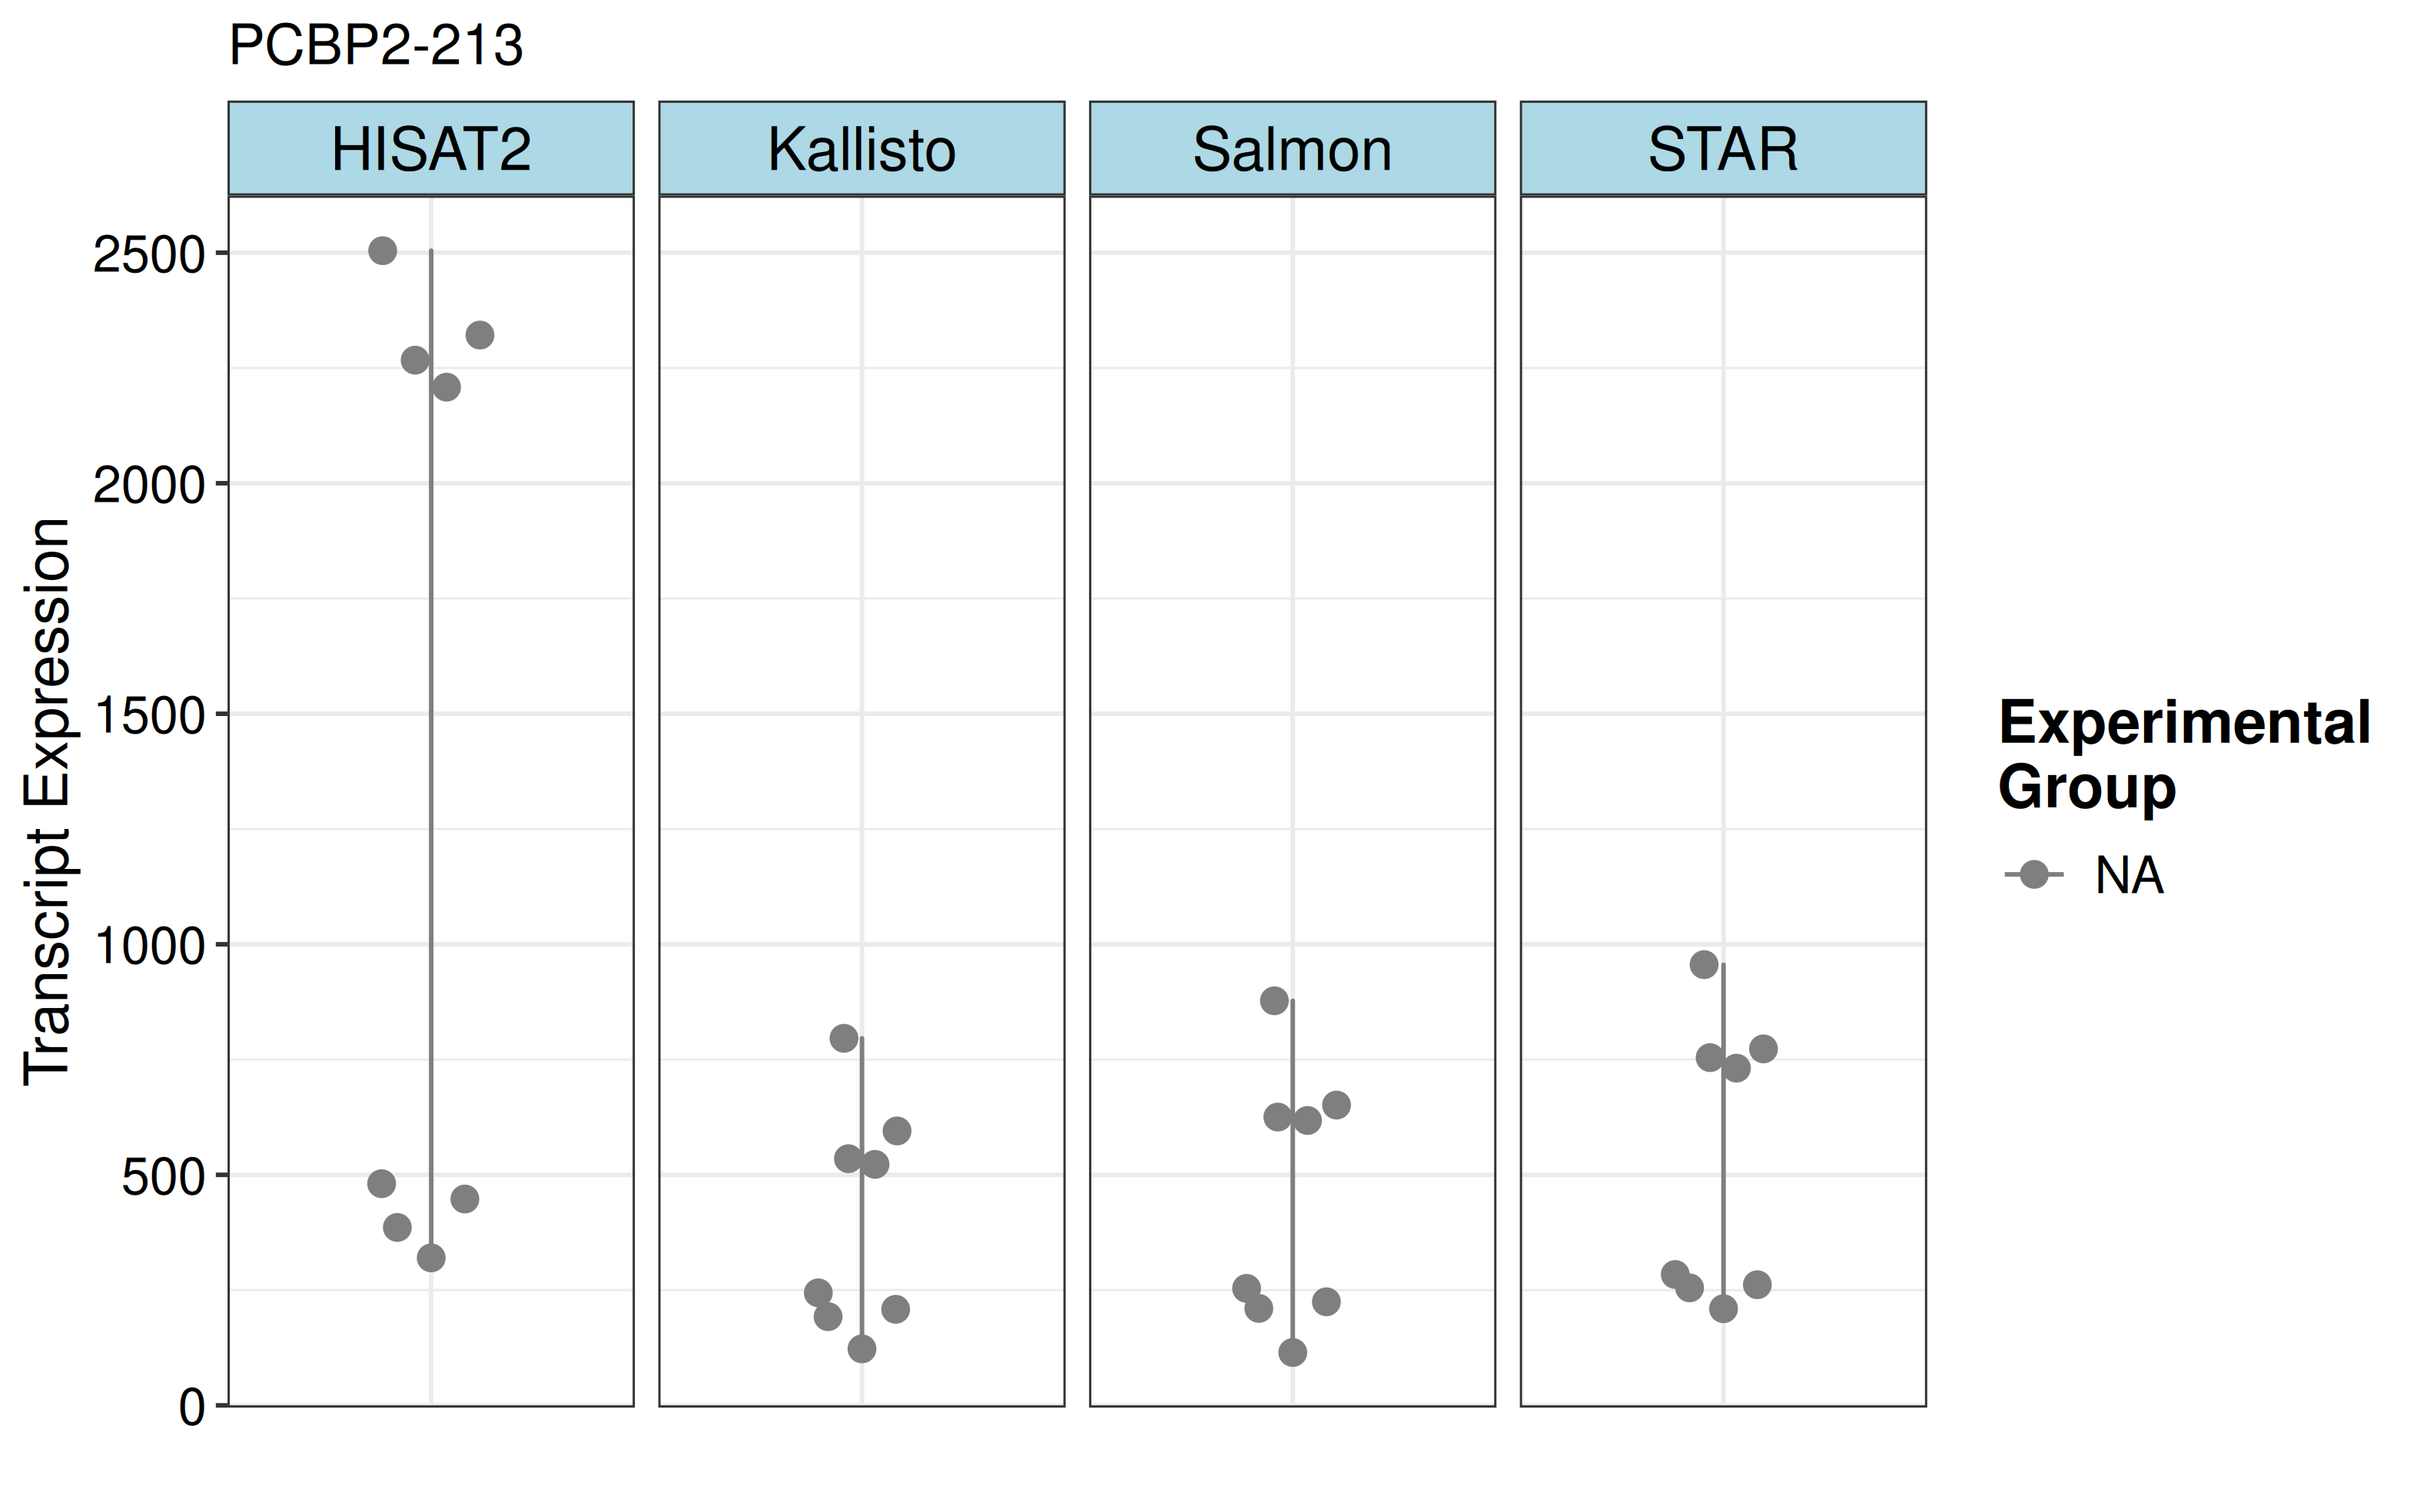 PCBP2-213
HISAT2
Kallisto
Salmon
STAR
Transcript Expression
2500
2000
1500
1000
500
0
Experimental
Group
NA